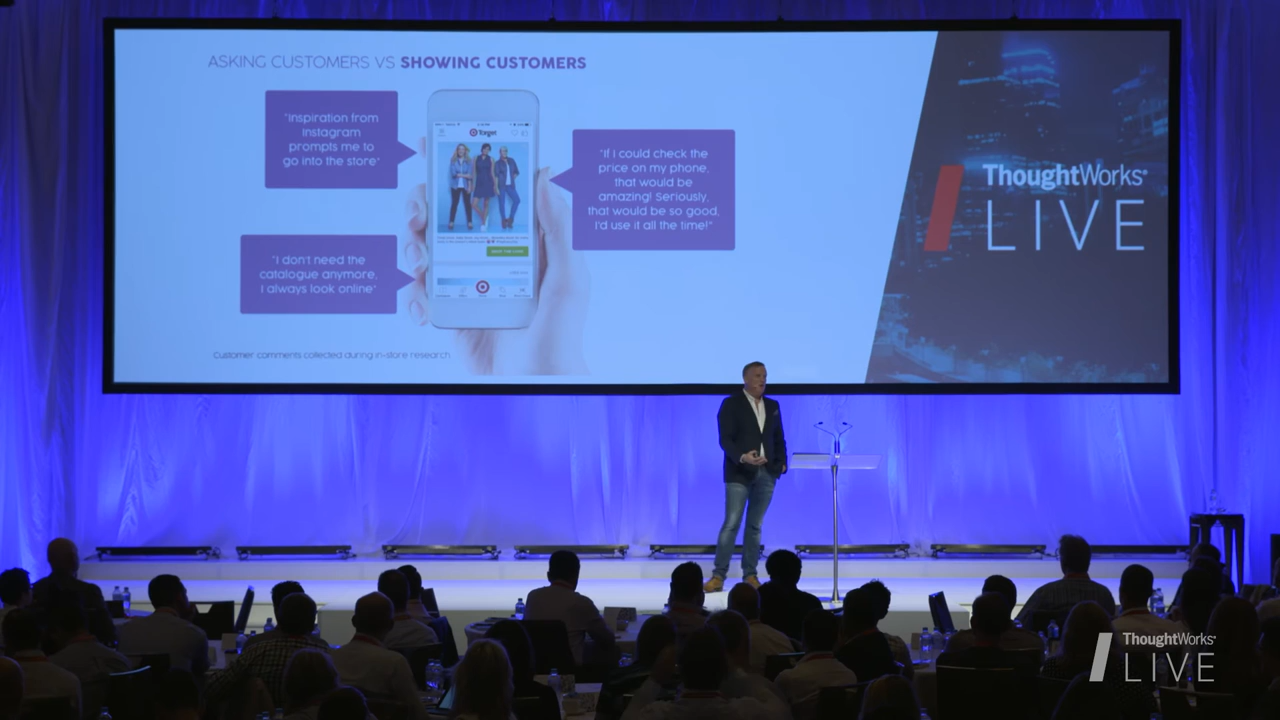 ASKING CUSTOMERS VS SHOWING CUSTOMERS
"Inspiration from
instagram
prompts me to
go into the store"
Target
"If I could check the
price on my phone,
that would be
amazing! Seriously,
that would be so good,
I'd use it all the time!"
"I don't need the
catalogue anymore,
I always look online"
Customer comments collected during in-store research
ThoughtWorks®
LIVE
ThoughtWorks®
LIVE